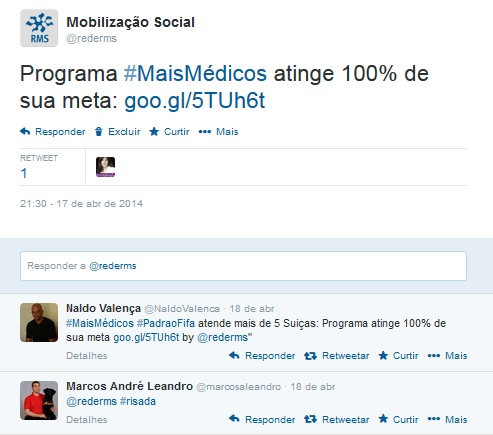 RMS
Mobilização Social
@rederms
Programa #MaisMédicos atinge 100% de
sua meta: goo.gl/5TUh6t
Responder Excluir Curtir Mais
RETWEET
1
21:30 - 17 de abr de 2014
Responder a @rederms
Naldo Valença @NaldoValenca · 18 de abr
#MaisMédicos #PadraoFifa atende mais de 5 Suiças: Programa atinge 100% de
sua meta goo.gl/5TUh6t by @rederms"
Detalhes Responder Retweetar Curtir Mais
Marcos André Leandro @marcosaleandro · 18 de abr
@rederms #risada
Detalhes Responder Retweetar Curtir Mais